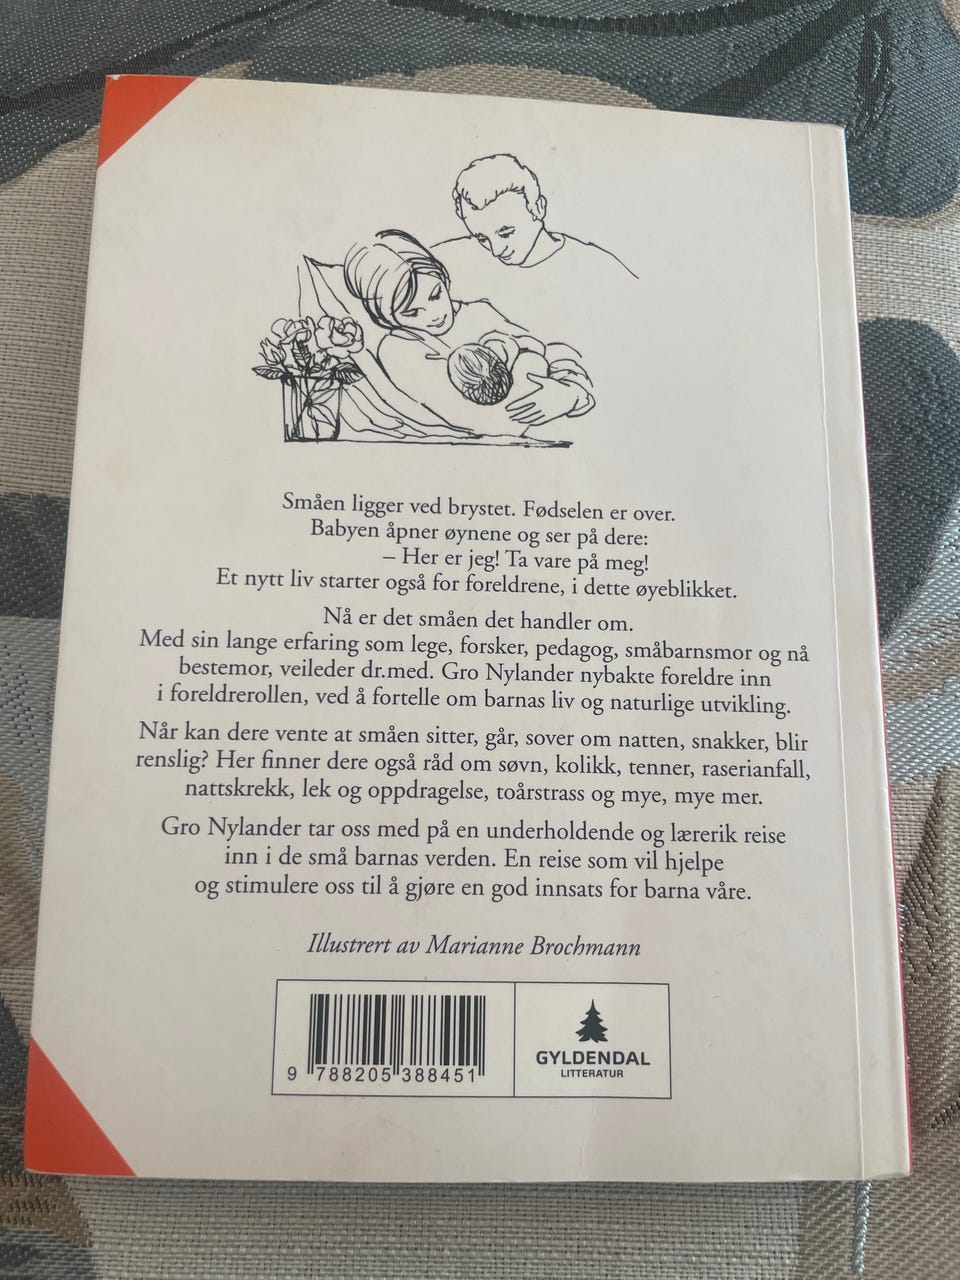 Småen ligger ved brystet. Fødselen er over.
Babyen åpner øynene og ser på dere:
– Her er jeg! Ta vare på meg!
Et nytt liv starter også for foreldrene, i dette øyeblikket.
Nå er det småen det handler om.
Med sin lange erfaring som lege, forsker, pedagog, småbarnsmor og nå
bestemor, veileder dr.med. Gro Nylander nybakte foreldre inn
i foreldrerollen, ved å fortelle om barnas liv og naturlige utvikling.
Når kan dere vente at småen sitter, går, sover om natten, snakker, blir
renslig? Her finner dere også råd om søvn, kolikk, tenner, raserianfall,
nattskrekk, lek og oppdragelse, toårstrass og mye, mye mer.
Gro Nylander tar oss med på en underholdende og lærerik reise
inn i de små barnas verden. En reise som vil hjelpe
og stimulere oss til å gjøre en god innsats for barna våre.
Illustrert av Marianne Brochmann
9 788205 388451
GYLDENDAL
LITTERATUR